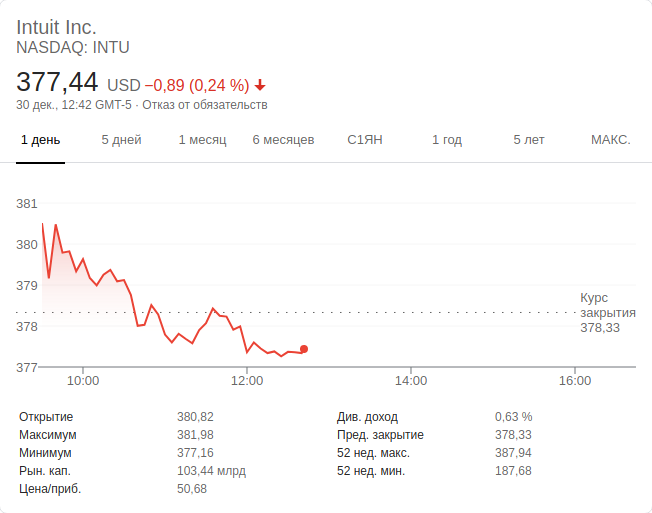 Intuit Inc.
NASDAQ: INTU
377,44 USD −0,89 (0,24 %)
30 дек., 12:42 GMT-5 · Отказ от обязательств
1 день 5 дней 1 месяц 6 месяцев С1ЯН 1 год 5 лет МАКС.
381
380
379
Курс
закрытия
378,33
378
377
10:00 12:00 14:00 16:00
Открытие 380,82 Див. доход 0,63 %
Максимум 381,98 Пред. закрытие 378,33
Минимум 377,16 52 нед. макс. 387,94
Рын. кап. 103,44 млрд 52 нед. мин. 187,68
Цена/приб. 50,68